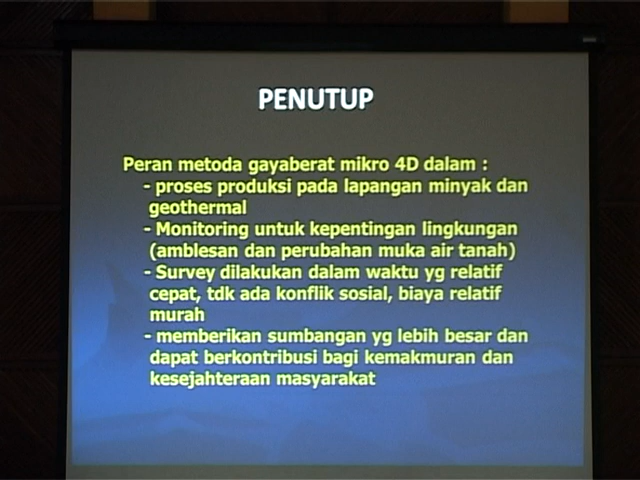 PENUTUP
Peran metoda gayaberat mikro 4D dalam :
- proses produksi pada lapangan minyak dan
geothermal
- Monitoring untuk kepentingan lingkungan
(amblesan dan perubahan muka air tanah)
- Survey dilakukan dalam waktu yg relatif
cepat, tdk ada konflik sosial, biaya relatif
murah
- memberikan sumbangan yg lebih besar dan
dapat berkontribusi bagi kemakmuran dan
kesejahteraan masyarakat